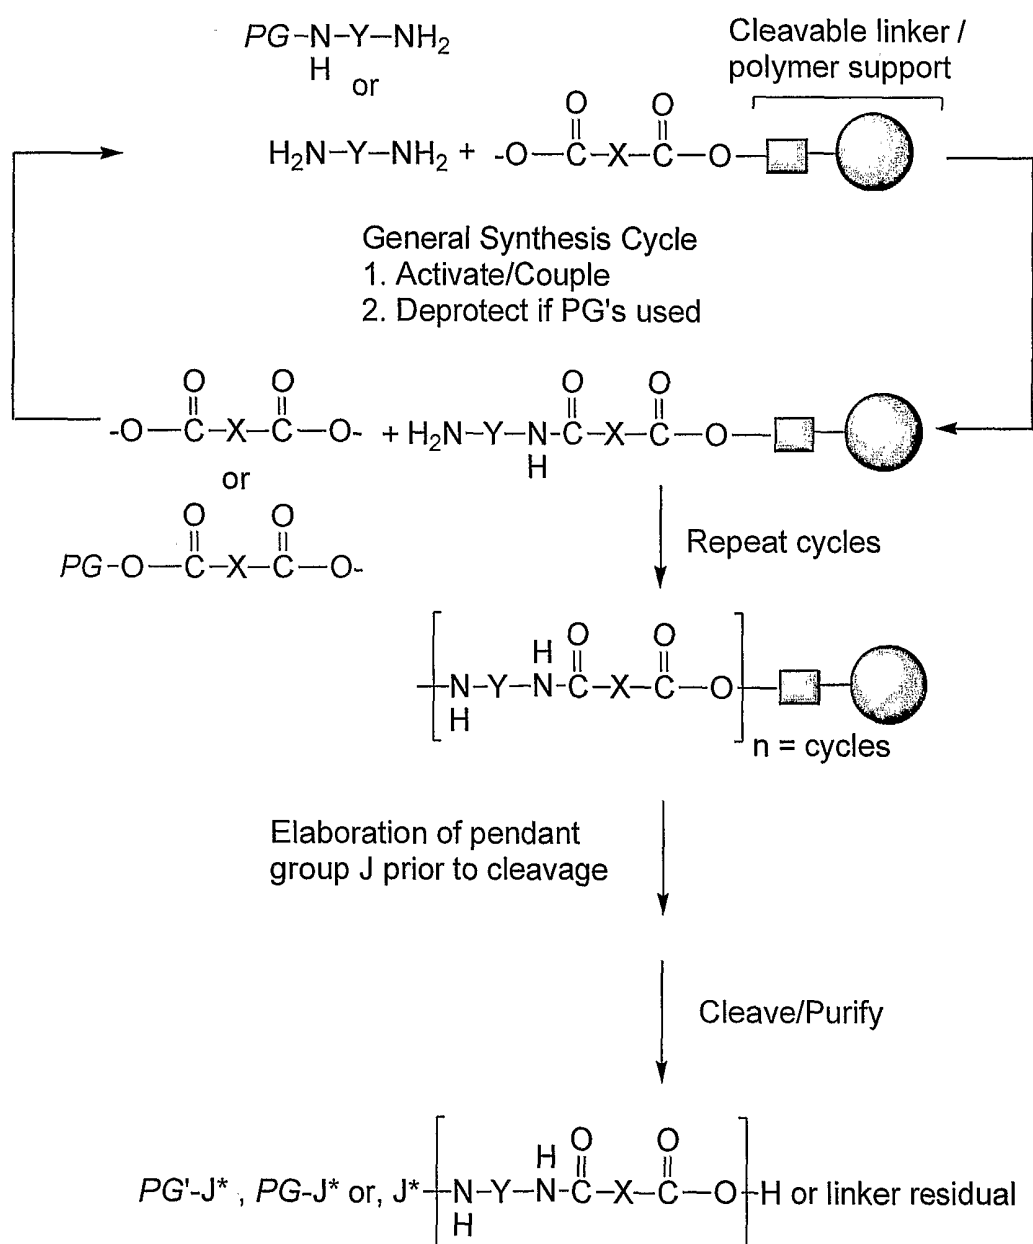 PG-N-Y-NH2
H
or
Cleavable linker /
polymer support
O O
H2N-Y-NH2 + -O-C-X-C-O
General Synthesis Cycle
1. Activate/Couple
2. Deprotect if PG's used
O O O O
-O-C-X-C-O- + H2N-Y-N-C-X-C-O
H
or
O O
PG-O-C-X-C-O-
Repeat cycles
H O O
N-Y-N-C-X-C-O
H
n = cycles
Elaboration of pendant
group J prior to cleavage
Cleave/Purify
H O O
PG'-J* , PG-J* or, J*-N-Y-N-C-X-C-O-H or linker residual
H